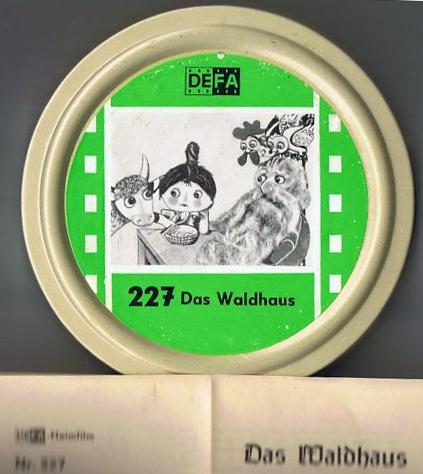 DEFA
227 Das Waldhaus
DEFA-Heimfilm
Nr. 227
Das Waldhaus